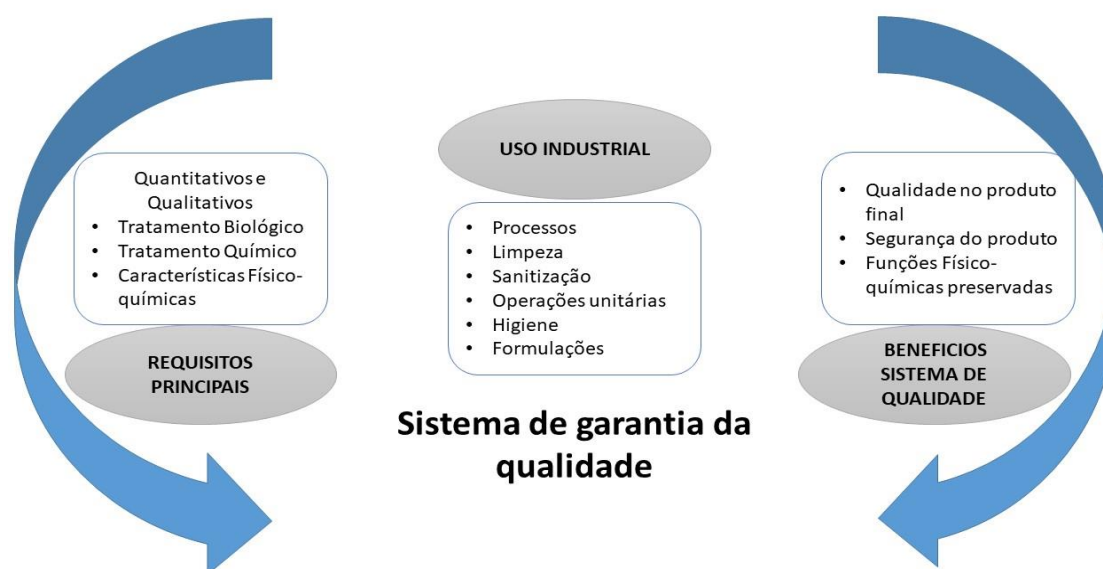 Quantitativos e
Qualitativos
• Tratamento Biológico
• Tratamento Químico
• Características Físico-
químicas
REQUISITOS
PRINCIPAIS
USO INDUSTRIAL
• Processos
• Limpeza
• Sanitização
• Operações unitárias
• Higiene
• Formulações
Sistema de garantia da
qualidade
• Qualidade no produto
final
• Segurança do produto
• Funções Físico-
químicas preservadas
BENEFICIOS
SISTEMA DE
QUALIDADE